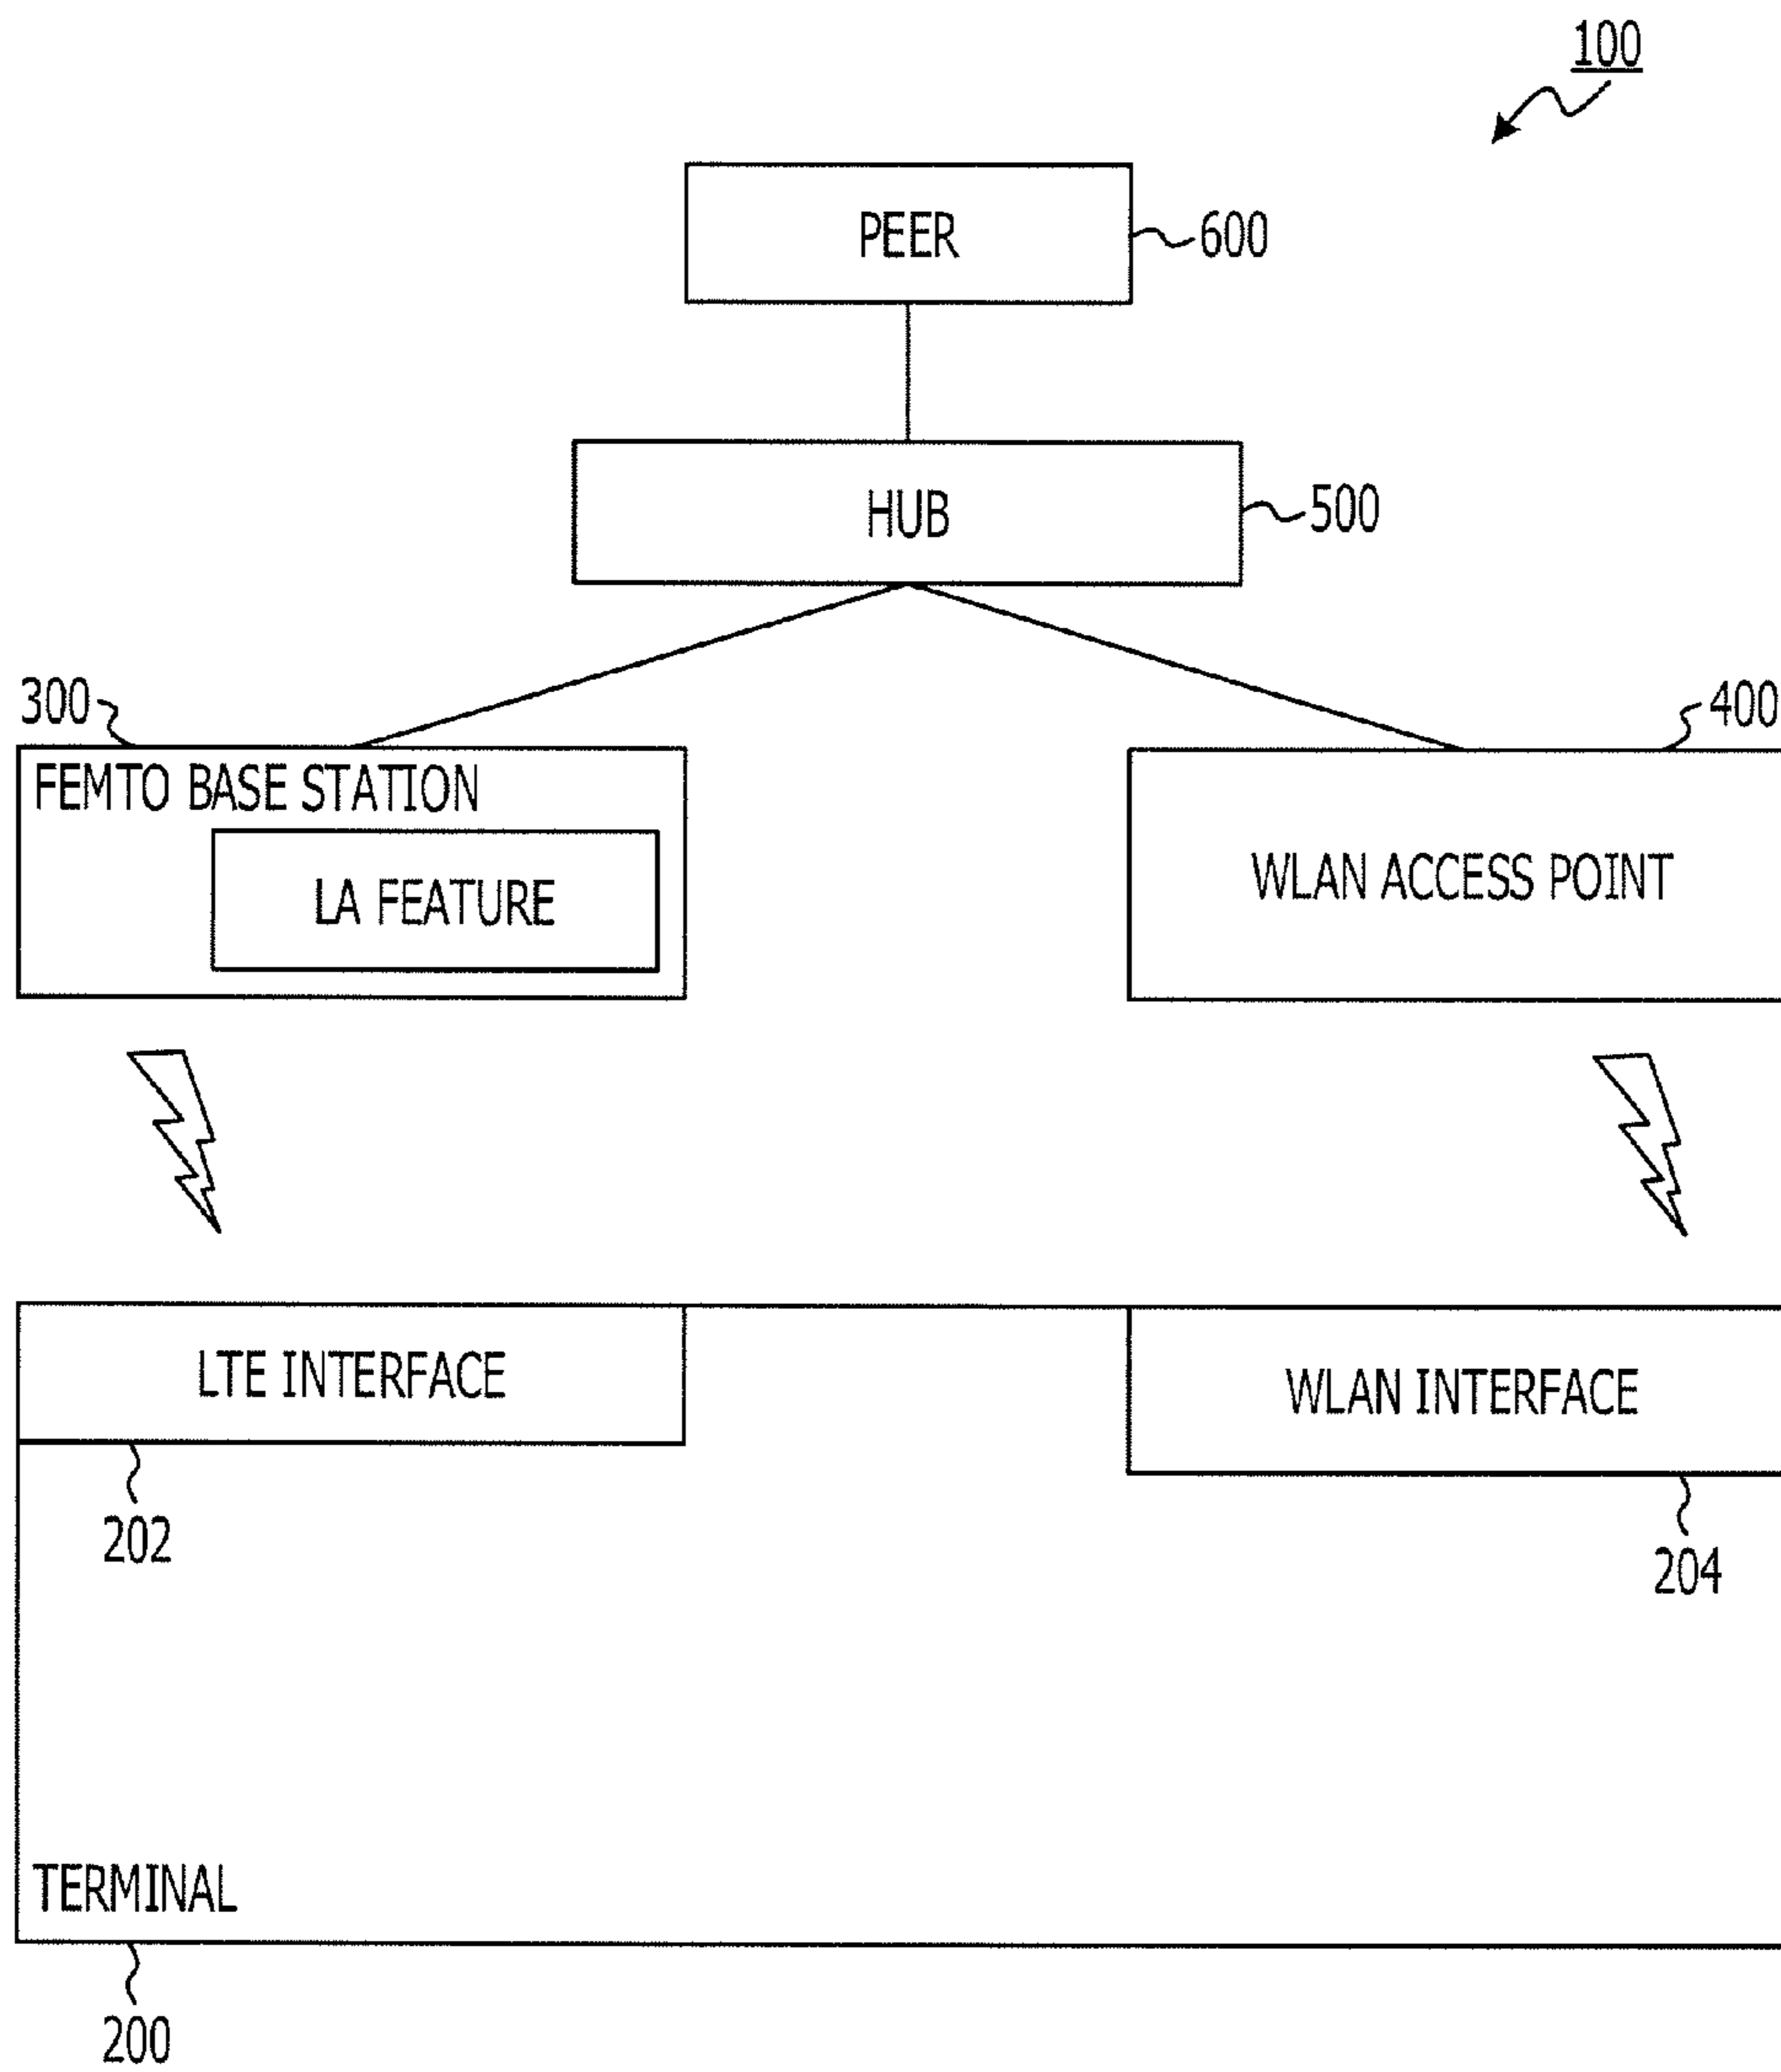 100
PEER
600
HUB
500
300
400
FEMTO BASE STATION
LA FEATURE
WLAN ACCESS POINT
LTE INTERFACE
WLAN INTERFACE
202
204
TERMINAL
200